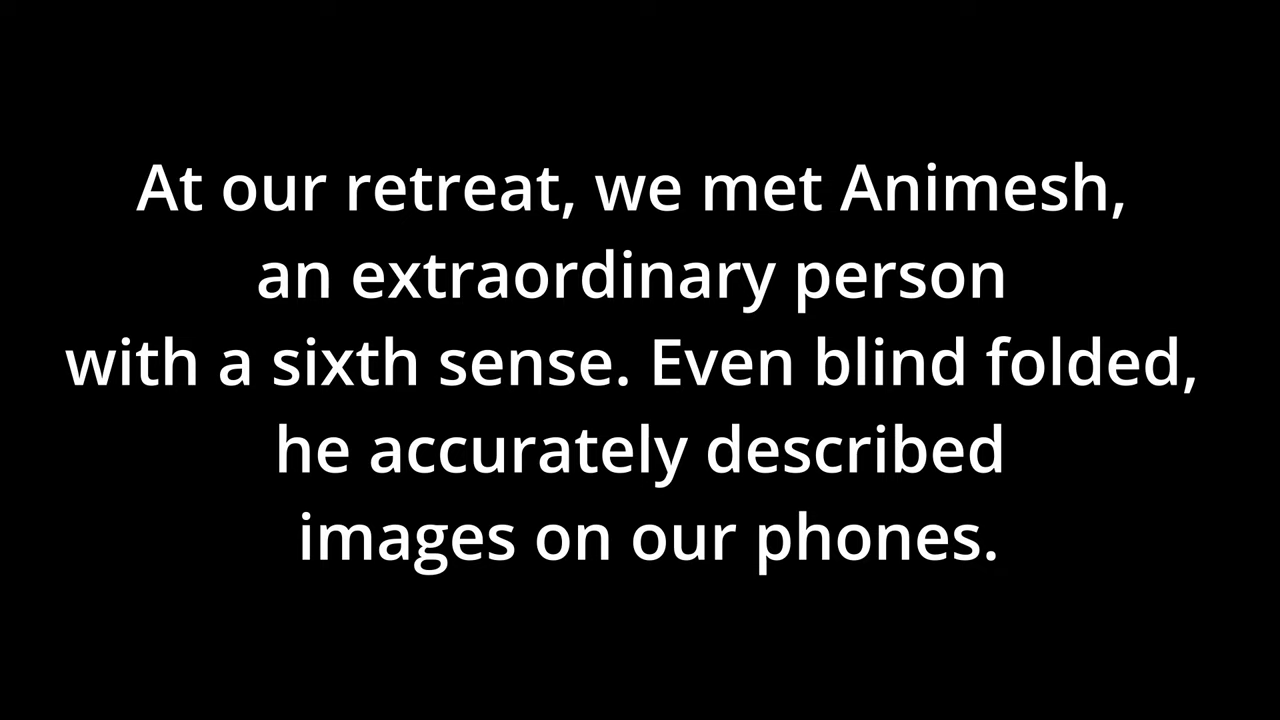 At our retreat, we met Animesh,
an extraordinary person
with a sixth sense. Even blind folded,
he accurately described
images on our phones.